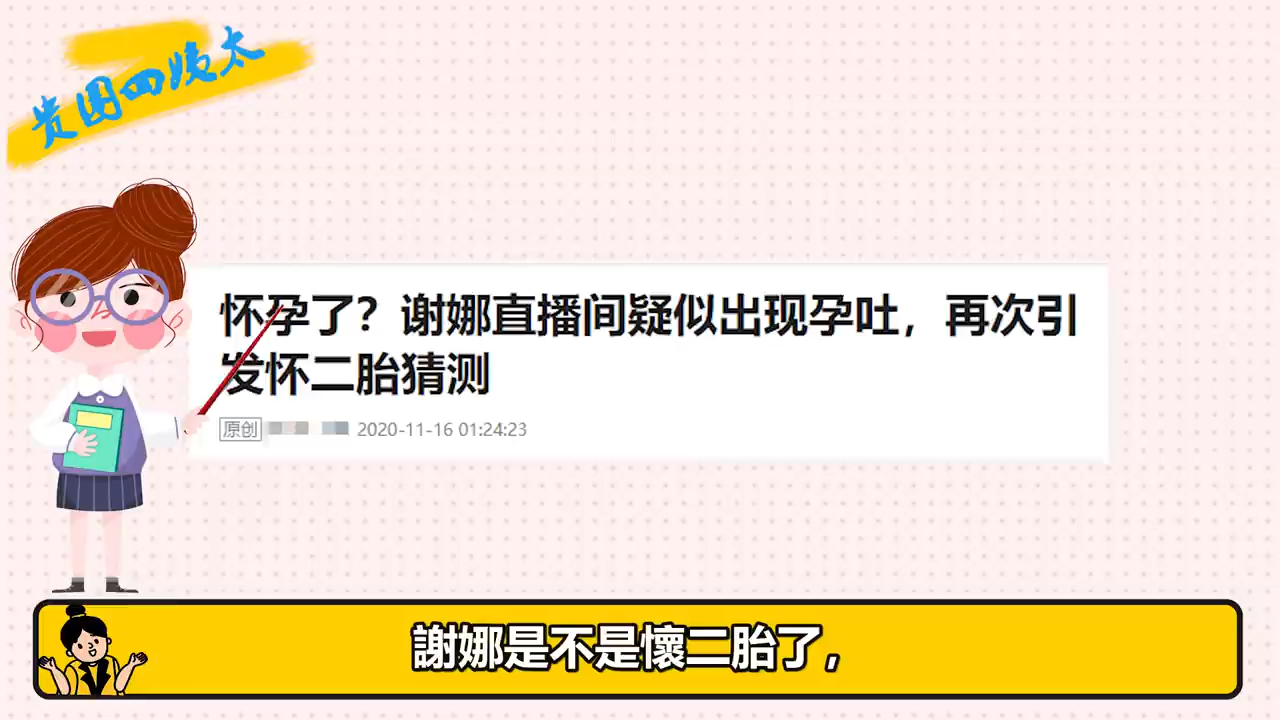 贵圈四姨太
怀孕了？谢娜直播间疑似出现孕吐，再次引
发怀二胎猜测
原创 2020-11-16 01:24:23
謝娜是不是懷二胎了，